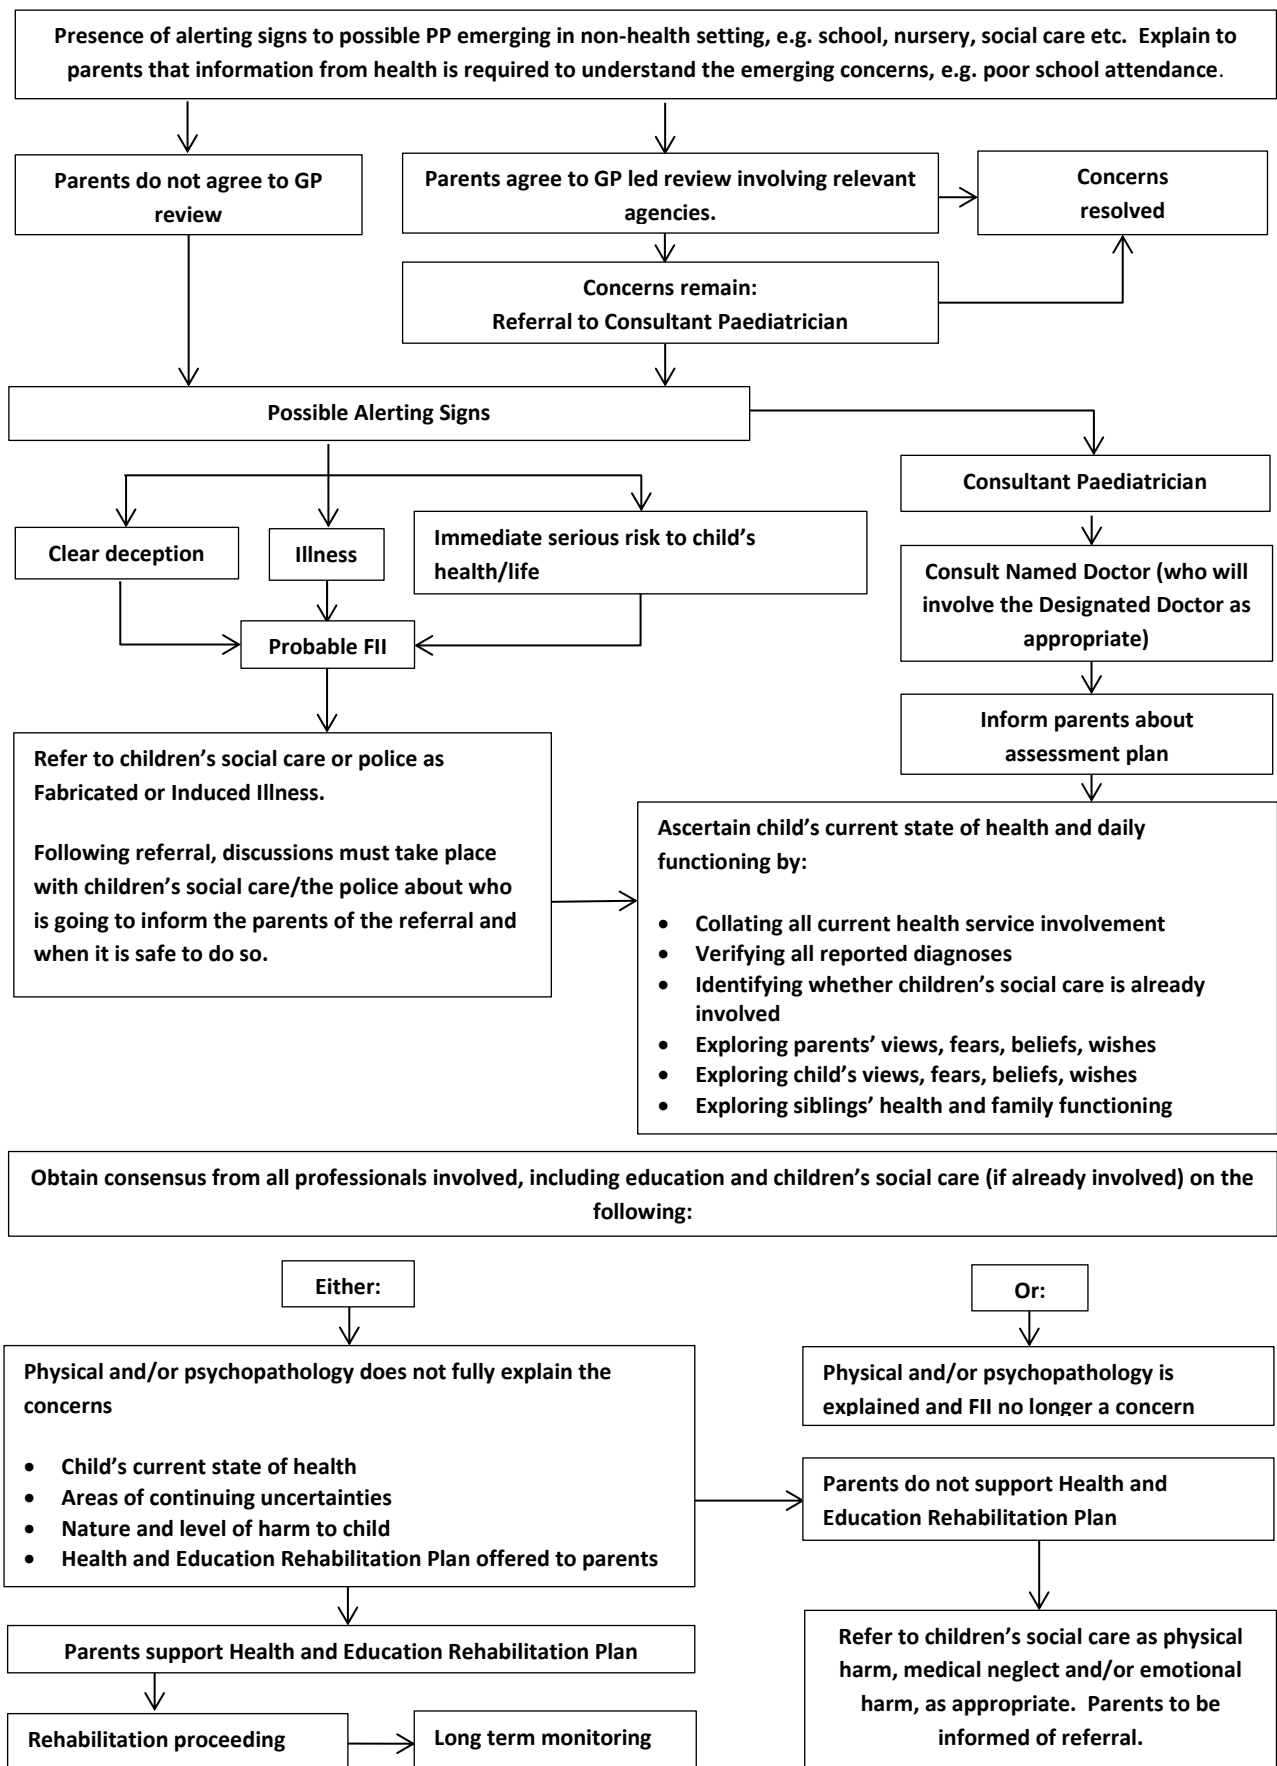 Presence of alerting signs to possible PP emerging in non-health setting, e.g. school, nursery, social care etc.  Explain to
parents that information from health is required to understand the emerging concerns, e.g. poor school attendance.
Parents do not agree to GP
review
Parents agree to GP led review involving relevant
agencies.
Concerns
resolved
Concerns remain:
Referral to Consultant Paediatrician
Possible Alerting Signs
Consultant Paediatrician
Clear deception
Illness
Immediate serious risk to child's
health/life
Consult Named Doctor (who will
involve the Designated Doctor as
appropriate)
Probable FII
Inform parents about
assessment plan
Refer to children's social care or police as
Fabricated or Induced Illness.
Following referral, discussions must take place
with children's social care/the police about who
is going to inform the parents of the referral and
when it is safe to do so.
Ascertain child's current state of health and daily
functioning by:
• Collating all current health service involvement
• Verifying all reported diagnoses
• Identifying whether children's social care is already
involved
• Exploring parents' views, fears, beliefs, wishes
• Exploring child's views, fears, beliefs, wishes
• Exploring siblings' health and family functioning
Obtain consensus from all professionals involved, including education and children's social care (if already involved) on the
following:
Either:
Or:
Physical and/or psychopathology does not fully explain the
concerns
• Child's current state of health
• Areas of continuing uncertainties
• Nature and level of harm to child
• Health and Education Rehabilitation Plan offered to parents
Physical and/or psychopathology is
explained and FII no longer a concern
Parents do not support Health and
Education Rehabilitation Plan
Parents support Health and Education Rehabilitation Plan
Rehabilitation proceeding
Long term monitoring
Refer to children's social care as physical
harm, medical neglect and/or emotional
harm, as appropriate.  Parents to be
informed of referral.